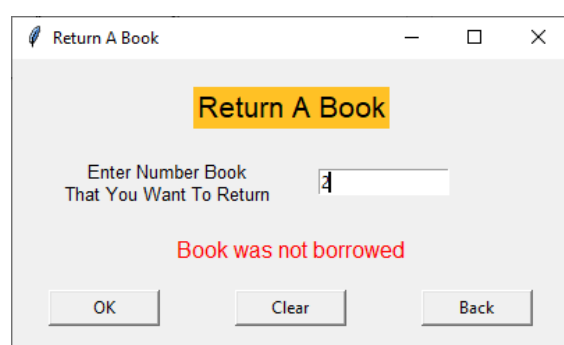 Return A Book
Return A Book
Enter Number Book
That You Want To Return
2
Book was not borrowed
OK
Clear
Back